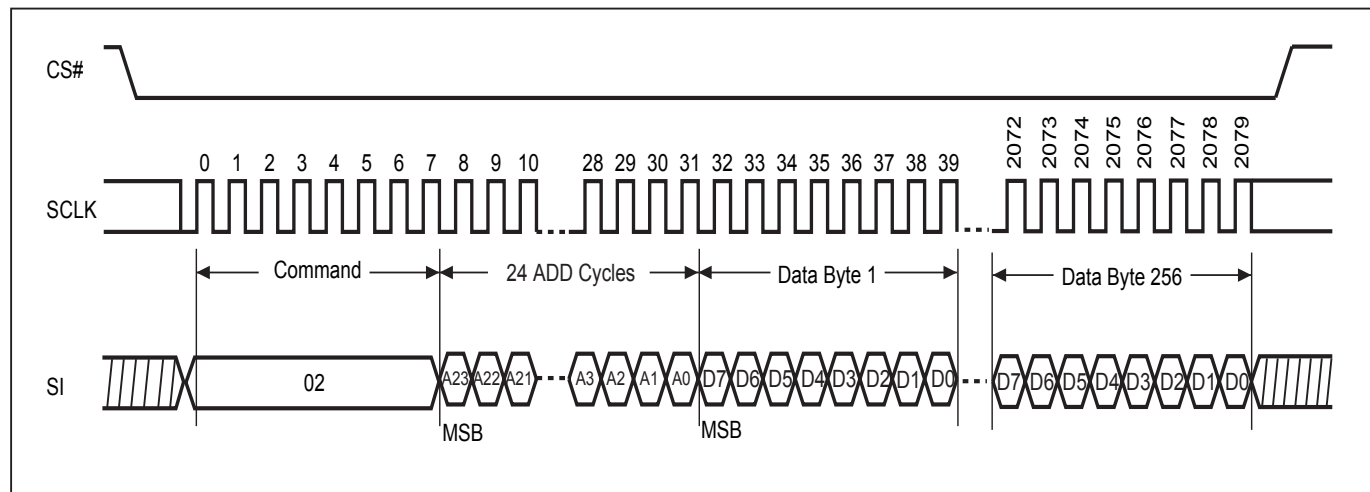 CS#
2072 2073 2074 2075 2076 2077 2078 2079
0 1 2 3 4 5 6 7 8 9 10 28 29 30 31 32 33 34 35 36 37 38 39
SCLK
Command 24 ADD Cycles Data Byte 1 Data Byte 256
SI 02 A23 A22 A21 A3 A2 A1 A0 D7 D6 D5 D4 D3 D2 D1 D0 D7 D6 D5 D4 D3 D2 D1 D0
MSB MSB